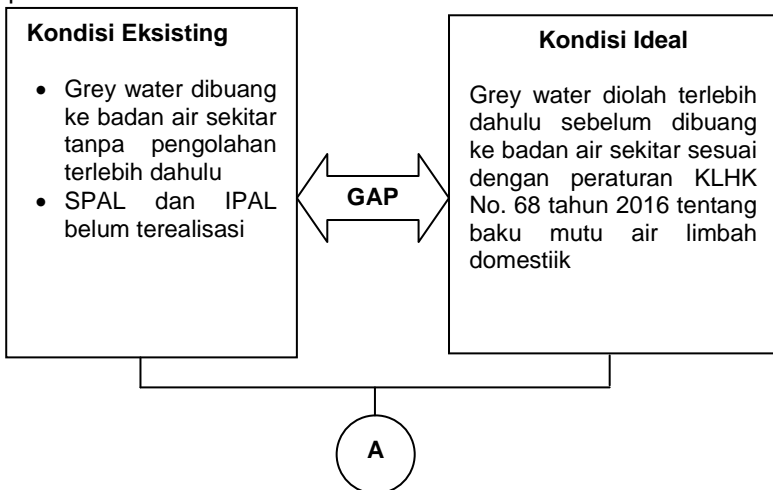 Kondisi Eksisting
• Grey water dibuang
ke badan air sekitar
tanpa pengolahan
terlebih dahulu
• SPAL dan IPAL
belum terealisasi
GAP
Kondisi Ideal
Grey water diolah terlebih
dahulu sebelum dibuang
ke badan air sekitar sesuai
dengan peraturan KLHK
No. 68 tahun 2016 tentang
baku mutu air limbah
domestiik
A